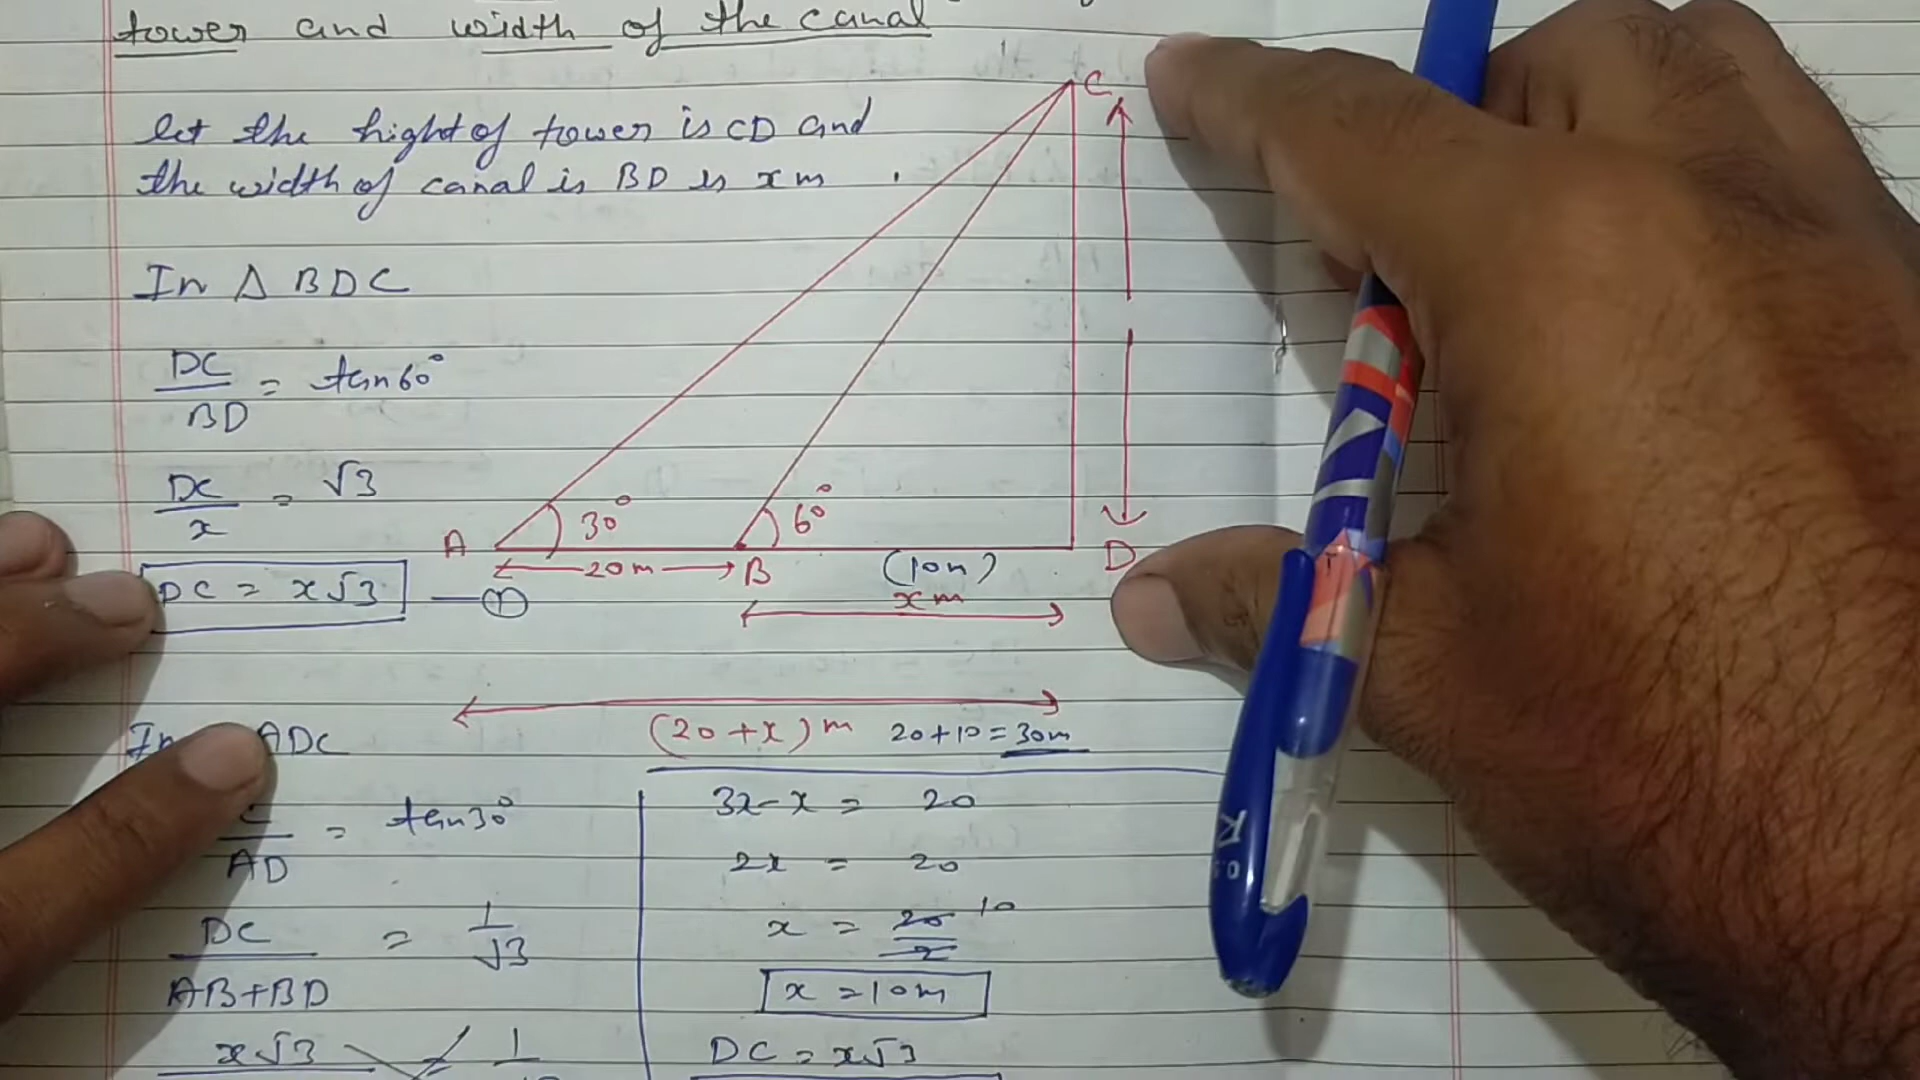 tower and width of the canal
let the hight of tower is CD and
the width of canal is BD is x m .
In Δ BDC
DC/BD = tan60°
DC/x = √3
DC = x√3 — ①
C
A 30° 60° D
20m B (10m)
x m
(20+x)m 20+10=30m
In ADC
C/AD = tan30°
DC/AB+BD = 1/√3
x√3 1
3x-x = 20
2x = 20
x = 20/2 10
x = 10m
DC = x√3